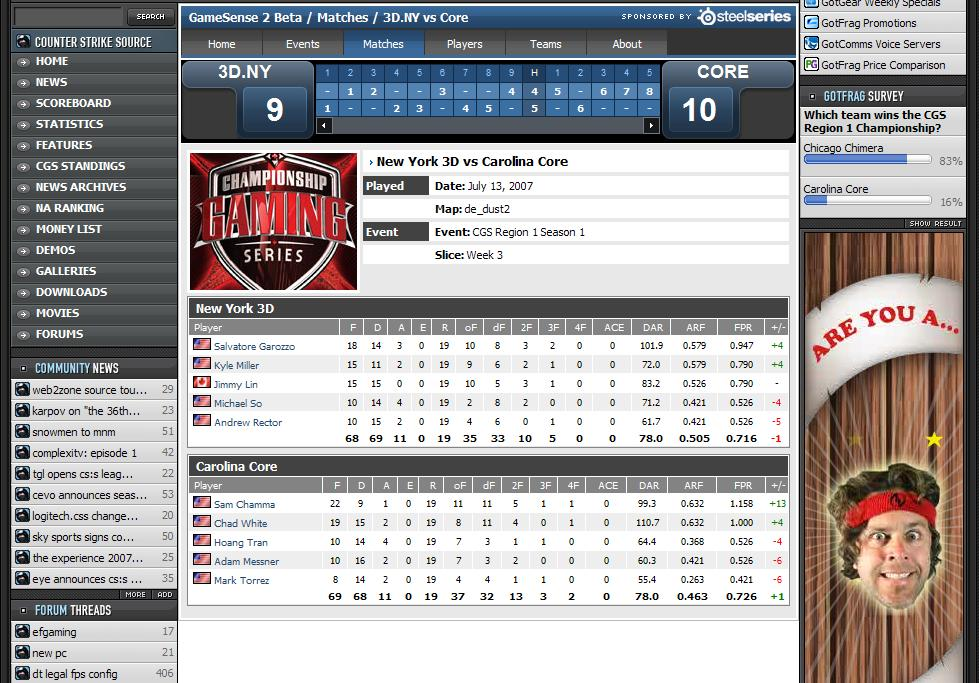 SEARCH
COUNTER STRIKE SOURCE
HOME
NEWS
SCOREBOARD
STATISTICS
FEATURES
CGS STANDINGS
NEWS ARCHIVES
NA RANKING
MONEY LIST
DEMOS
GALLERIES
DOWNLOADS
MOVIES
FORUMS
COMMUNITY NEWS
web2zone source tou... 29
karpov on "the 36th... 23
snowmen to mnm 51
complexitv: episode 1 42
tgl opens cs:s leag... 22
cevo announces seas... 53
logitech.css change... 20
sky sports signs co... 50
the experience 2007... 25
eye announces cs:s ... 35
MORE ADD
FORUM THREADS
efgaming 17
new pc 21
dt legal fps config 406
GameSense 2 Beta / Matches / 3D.NY vs Core
SPONSORED BY steelseries
Home Events Matches Players Teams About
3D.NY
9
1 2 3 4 5 6 7 8 9 H 1 2 3 4 5
- 1 2 - - 3 - - 4 4 5 - 6 7 8
1 - - 2 3 - 4 5 - 5 - 6 - - -
CORE
10
CHAMPIONSHIP
GAMING
SERIES
› New York 3D vs Carolina Core
Played Date: July 13, 2007
Map: de_dust2
Event Event: CGS Region 1 Season 1
Slice: Week 3
New York 3D
Player F D A E R oF dF 2F 3F 4F ACE DAR ARF FPR +/-
Salvatore Garozzo 18 14 3 0 19 10 8 3 2 0 0 101.9 0.579 0.947 +4
Kyle Miller 15 11 2 0 19 9 6 2 1 0 0 72.0 0.579 0.790 +4
Jimmy Lin 15 15 0 0 19 10 5 3 1 0 0 83.2 0.526 0.790 -
Michael So 10 14 4 0 19 2 8 2 0 0 0 71.2 0.421 0.526 -4
Andrew Rector 10 15 2 0 19 4 6 0 1 0 0 61.7 0.421 0.526 -5
68 69 11 0 19 35 33 10 5 0 0 78.0 0.505 0.716 -1
Carolina Core
Player F D A E R oF dF 2F 3F 4F ACE DAR ARF FPR +/-
Sam Chamma 22 9 1 0 19 11 11 5 1 1 0 99.3 0.632 1.158 +13
Chad White 19 15 2 0 19 8 11 4 0 1 0 110.7 0.632 1.000 +4
Hoang Tran 10 14 4 0 19 7 3 1 1 0 0 64.4 0.368 0.526 -4
Adam Messner 10 16 2 0 19 7 3 2 0 0 0 60.3 0.421 0.526 -6
Mark Torrez 8 14 2 0 19 4 4 1 1 0 0 55.4 0.263 0.421 -6
69 68 11 0 19 37 32 13 3 2 0 78.0 0.463 0.726 +1
GotGear Weekly Specials
GotFrag Promotions
GotComms Voice Servers
PG GotFrag Price Comparison
GOTFRAG SURVEY
Which team wins the CGS
Region 1 Championship?
Chicago Chimera
83%
Carolina Core
16%
SHOW RESULT
ARE YOU A...